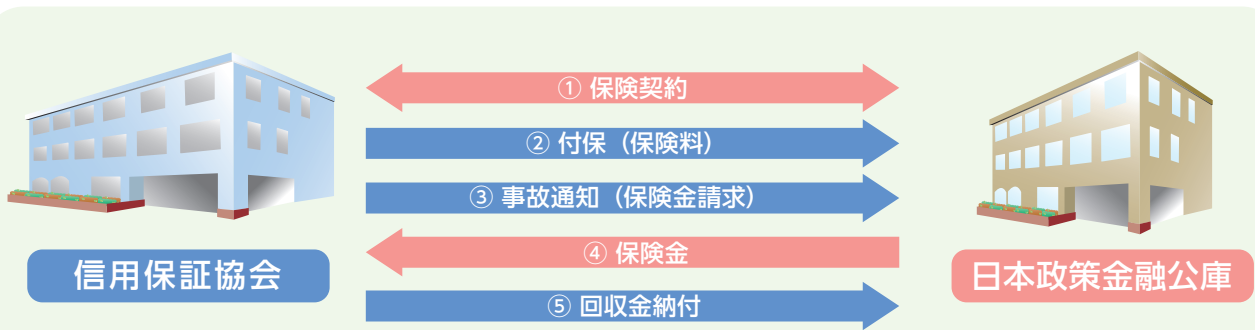 ① 保険契約
② 付保（保険料）
③ 事故通知（保険金請求）
④ 保険金
⑤ 回収金納付
信用保証協会
日本政策金融公庫